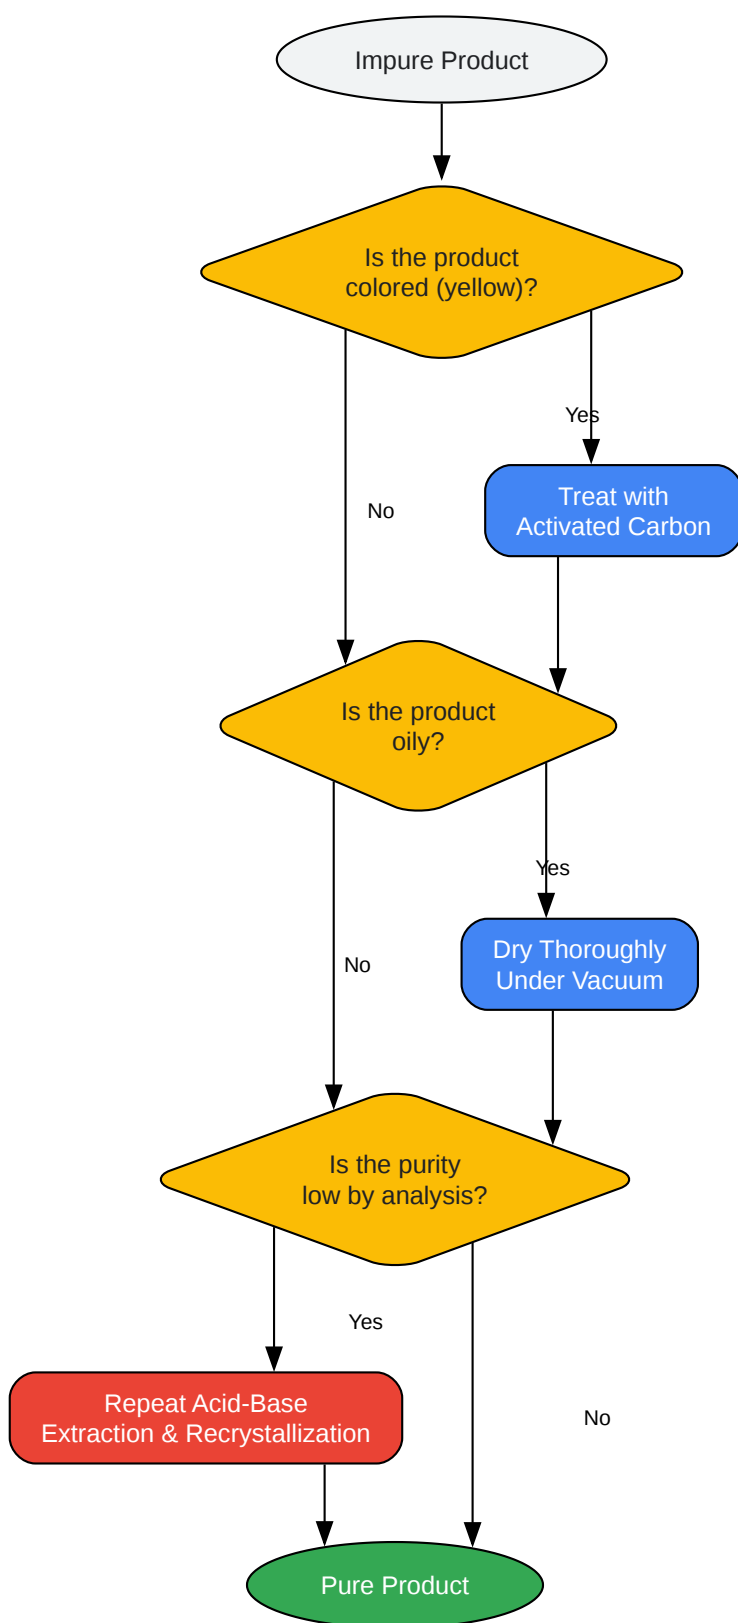 Impure Product
Is the product
colored (yellow)?
Yes
Treat with
Activated Carbon
No
Is the product
oily?
Yes
Dry Thoroughly
Under Vacuum
No
Is the purity
low by analysis?
Yes
Repeat Acid-Base
Extraction & Recrystallization
No
Pure Product